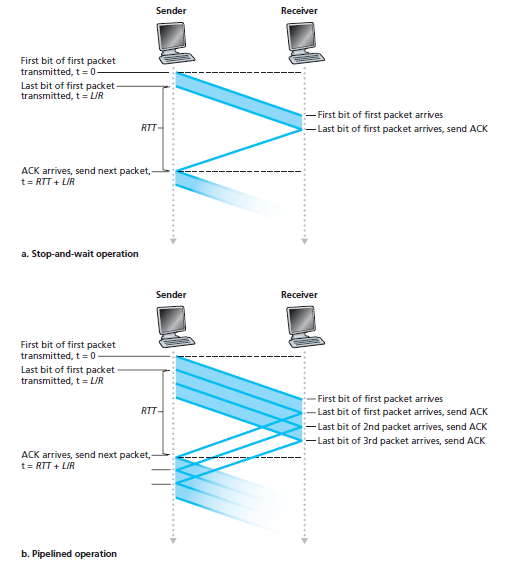 Sender Receiver
First bit of first packet
transmitted, t = 0
Last bit of first packet
transmitted, t = L/R
First bit of first packet arrives
Last bit of first packet arrives, send ACK
RTT
ACK arrives, send next packet,
t = RTT + L/R
a. Stop-and-wait operation
Sender Receiver
First bit of first packet
transmitted, t = 0
Last bit of first packet
transmitted, t = L/R
First bit of first packet arrives
Last bit of first packet arrives, send ACK
RTT
Last bit of 2nd packet arrives, send ACK
Last bit of 3rd packet arrives, send ACK
ACK arrives, send next packet,
t = RTT + L/R
b. Pipelined operation